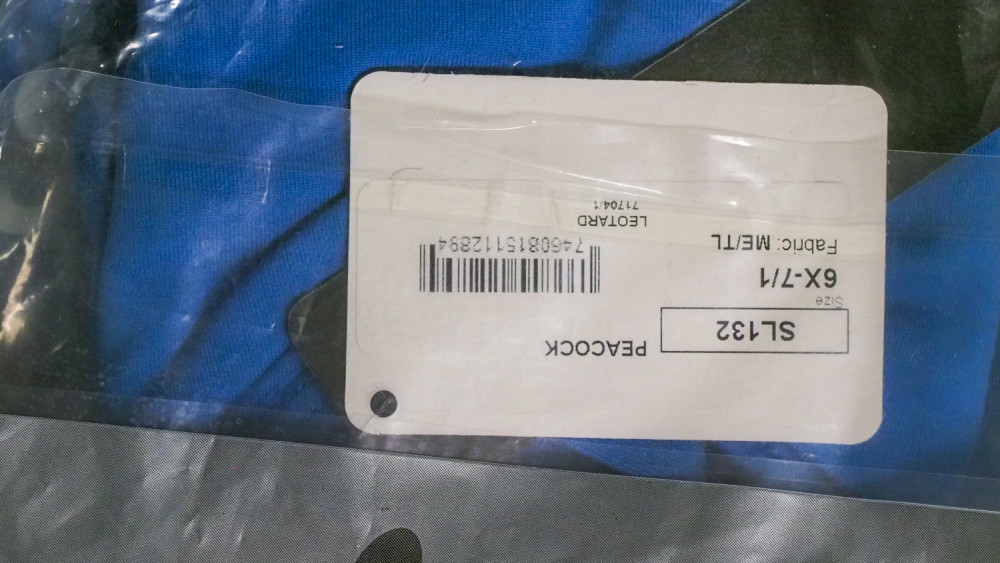 SL132
PEACOCK
Size
6X-7/1
Fabric: ME/TL
7460815112894
LEOTARD
71704/1